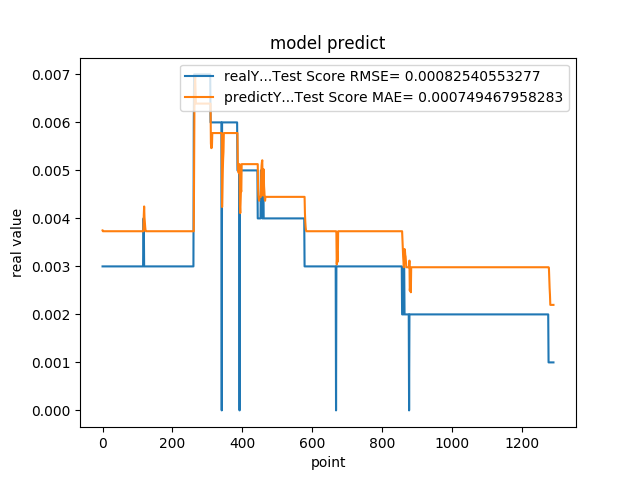 model predict
realY...Test Score RMSE= 0.00082540553277
predictY...Test Score MAE= 0.000749467958283
0.007
0.006
0.005
0.004
0.003
0.002
0.001
0.000
real value
0 200 400 600 800 1000 1200
point